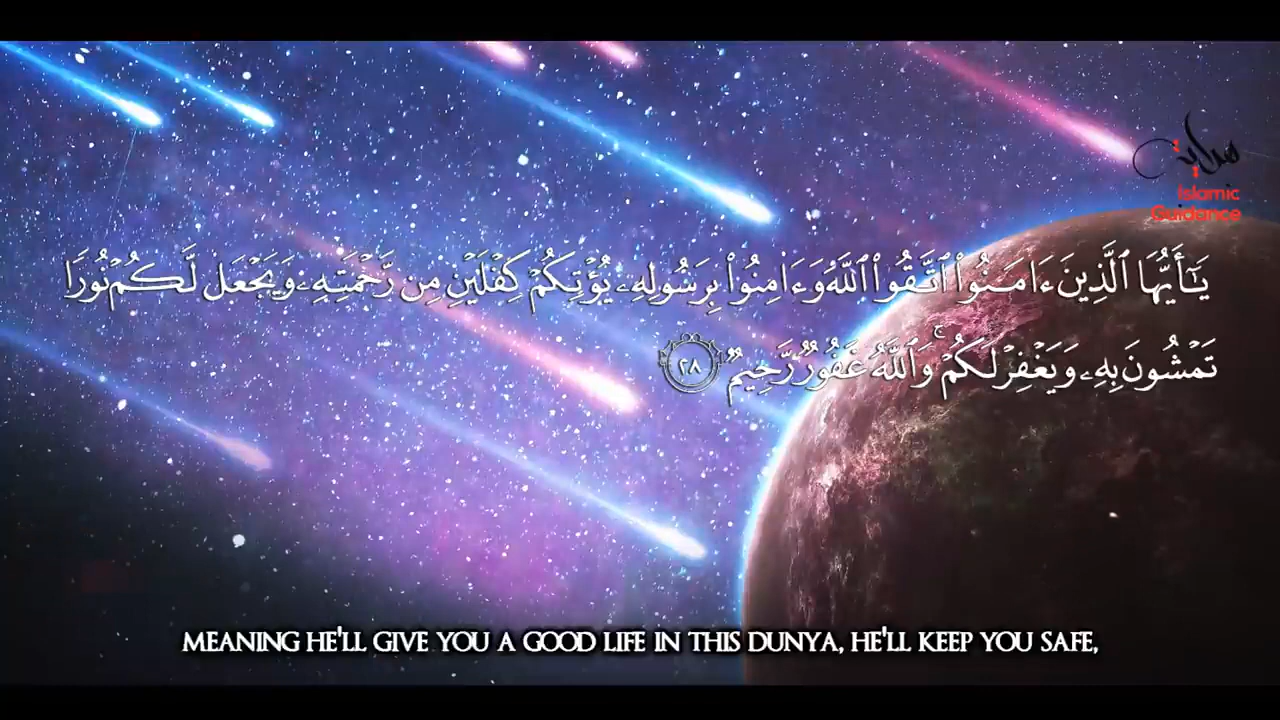 هداية
Islamic
Guidance
يَٰٓأَيُّهَا ٱلَّذِينَ ءَامَنُوا۟ ٱتَّقُوا۟ ٱللَّهَ وَءَامِنُوا۟ بِرَسُولِهِۦ يُؤْتِكُمْ كِفْلَيْنِ مِن رَّحْمَتِهِۦ وَيَجْعَل لَّكُمْ نُورًا
تَمْشُونَ بِهِۦ وَيَغْفِرْ لَكُمْ ۚ وَٱللَّهُ غَفُورٌ رَّحِيمٌ ٢٨
MEANING HE'LL GIVE YOU A GOOD LIFE IN THIS DUNYA, HE'LL KEEP YOU SAFE,